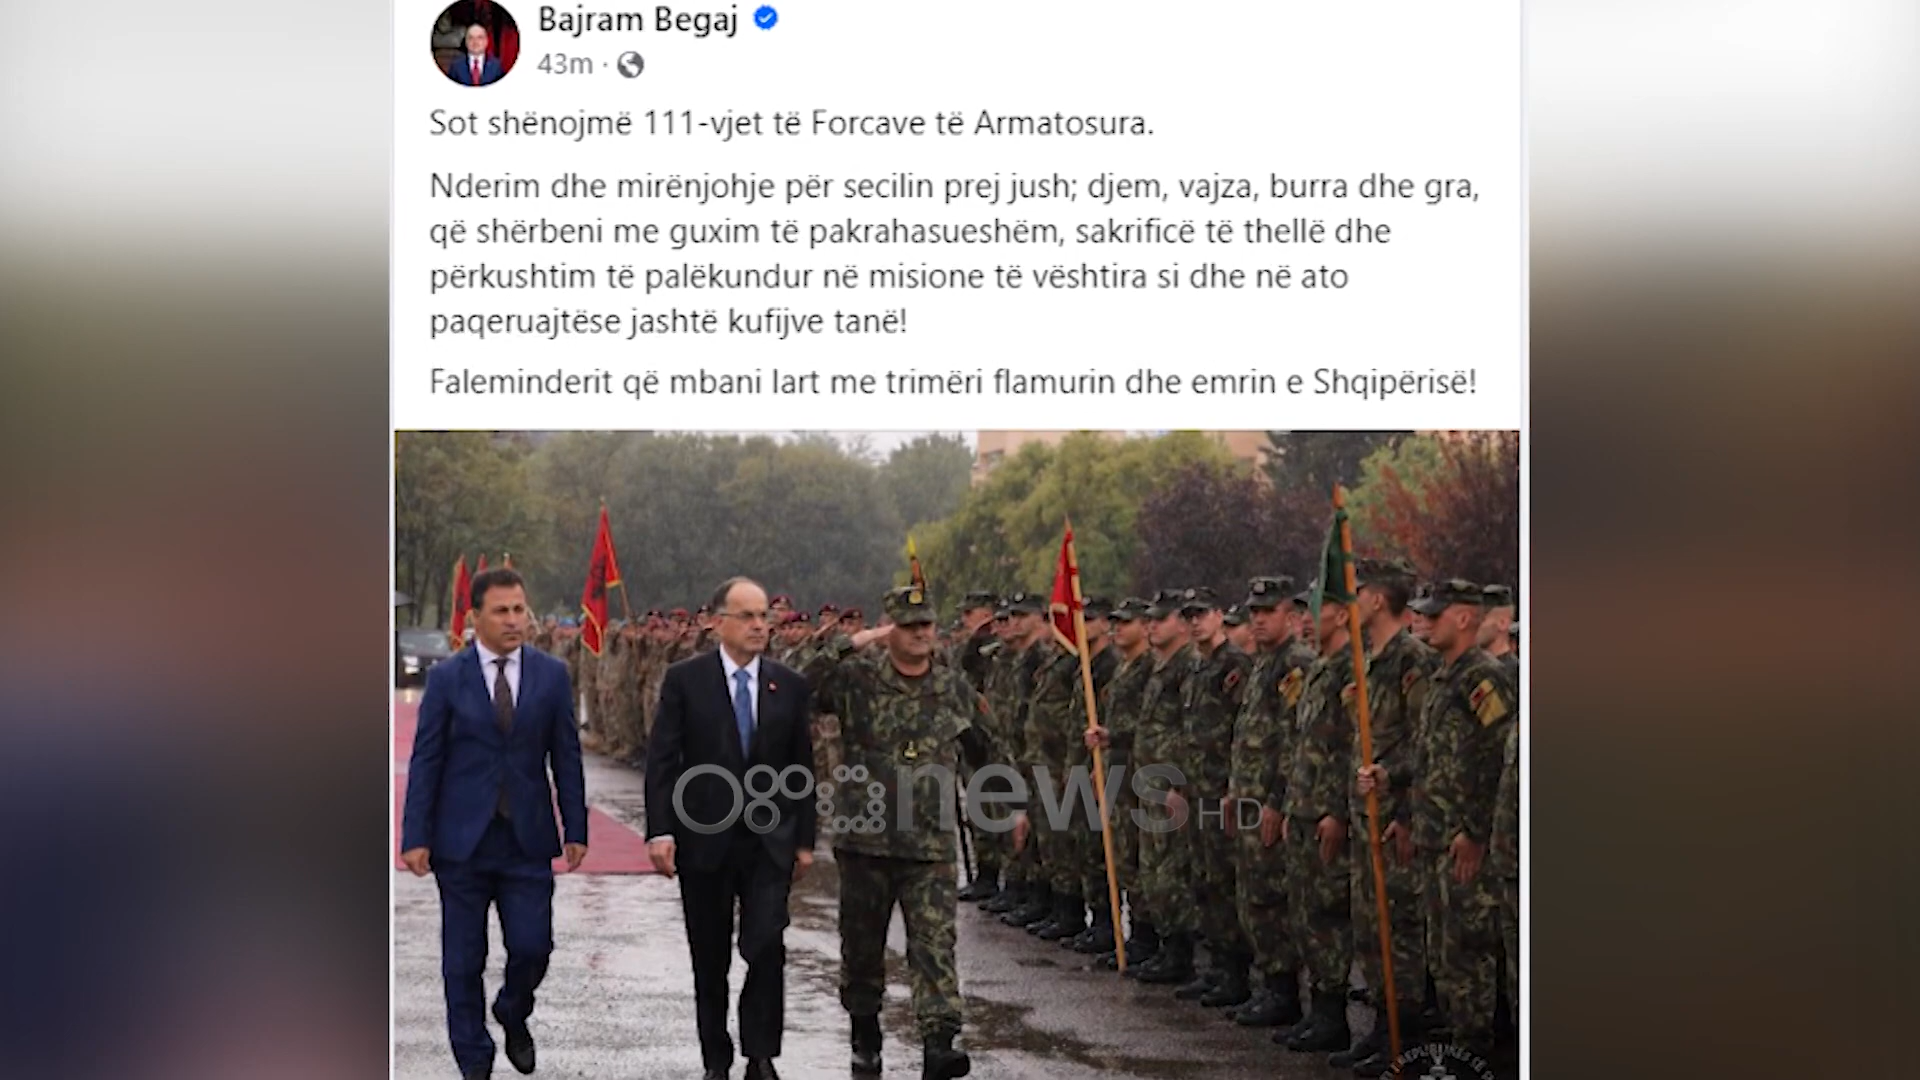 Bajram Begaj
43m ·
Sot shënojmë 111-vjet të Forcave të Armatosura.
Nderim dhe mirënjohje për secilin prej jush; djem, vajza, burra dhe gra,
që shërbeni me guxim të pakrahasueshëm, sakrificë të thellë dhe
përkushtim të palëkundur në misione të vështira si dhe në ato
paqeruajtëse jashtë kufijve tanë!
Faleminderit që mbani lart me trimëri flamurin dhe emrin e Shqipërisë!
news HD